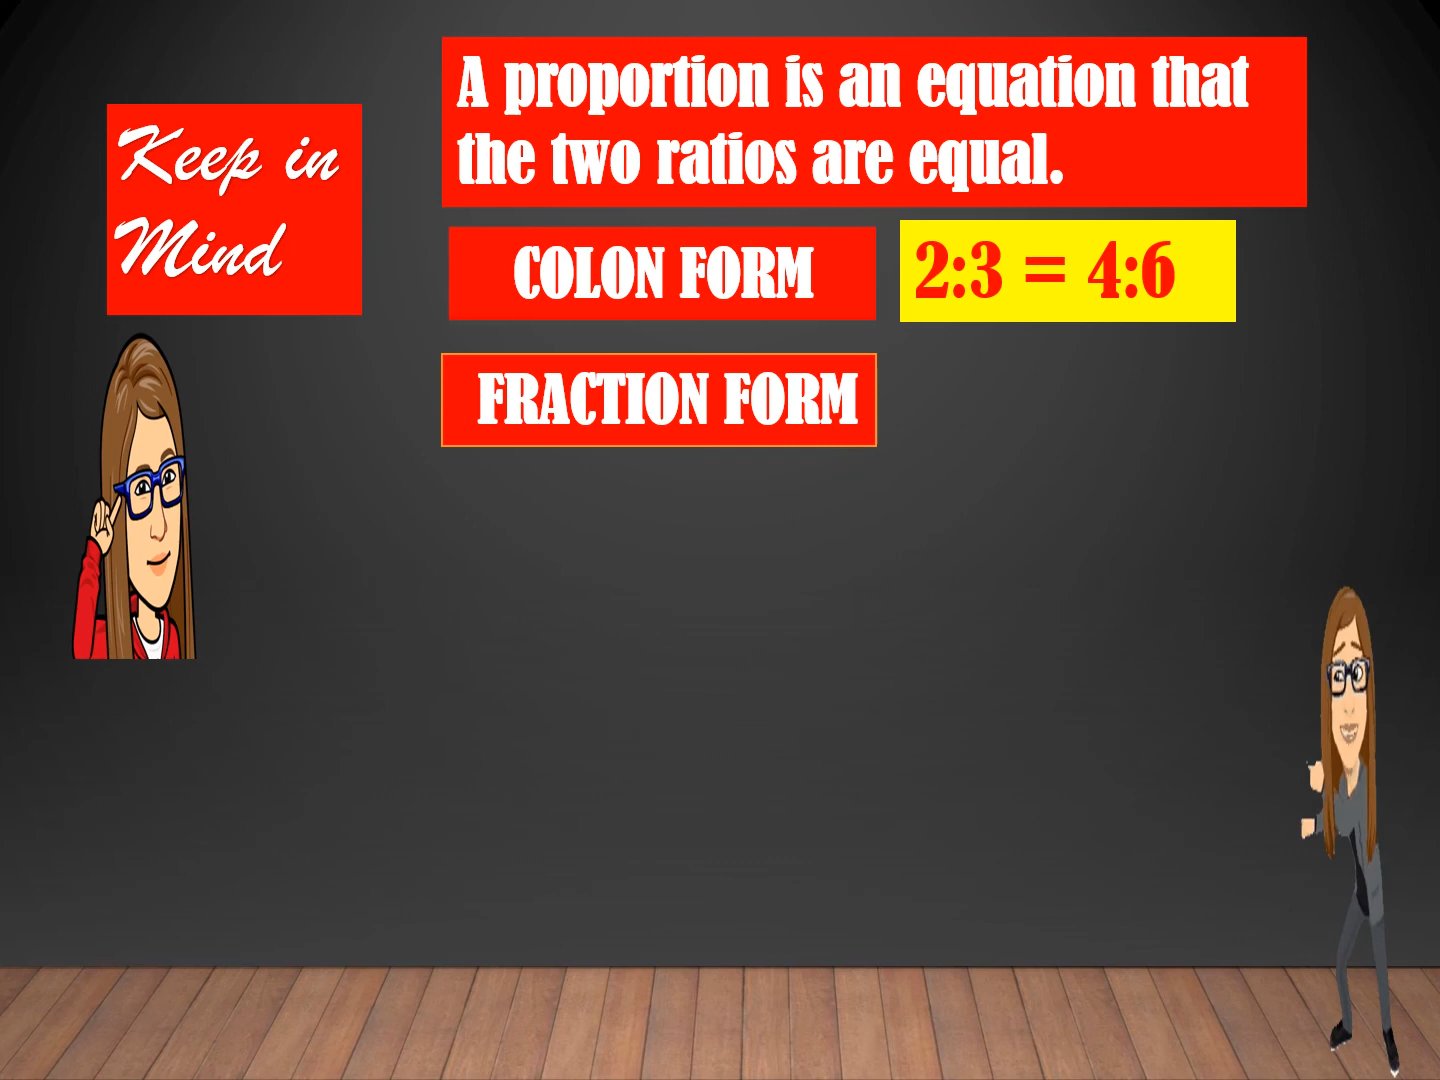 Keep in
Mind
A proportion is an equation that
the two ratios are equal.
COLON FORM
2:3 = 4:6
FRACTION FORM